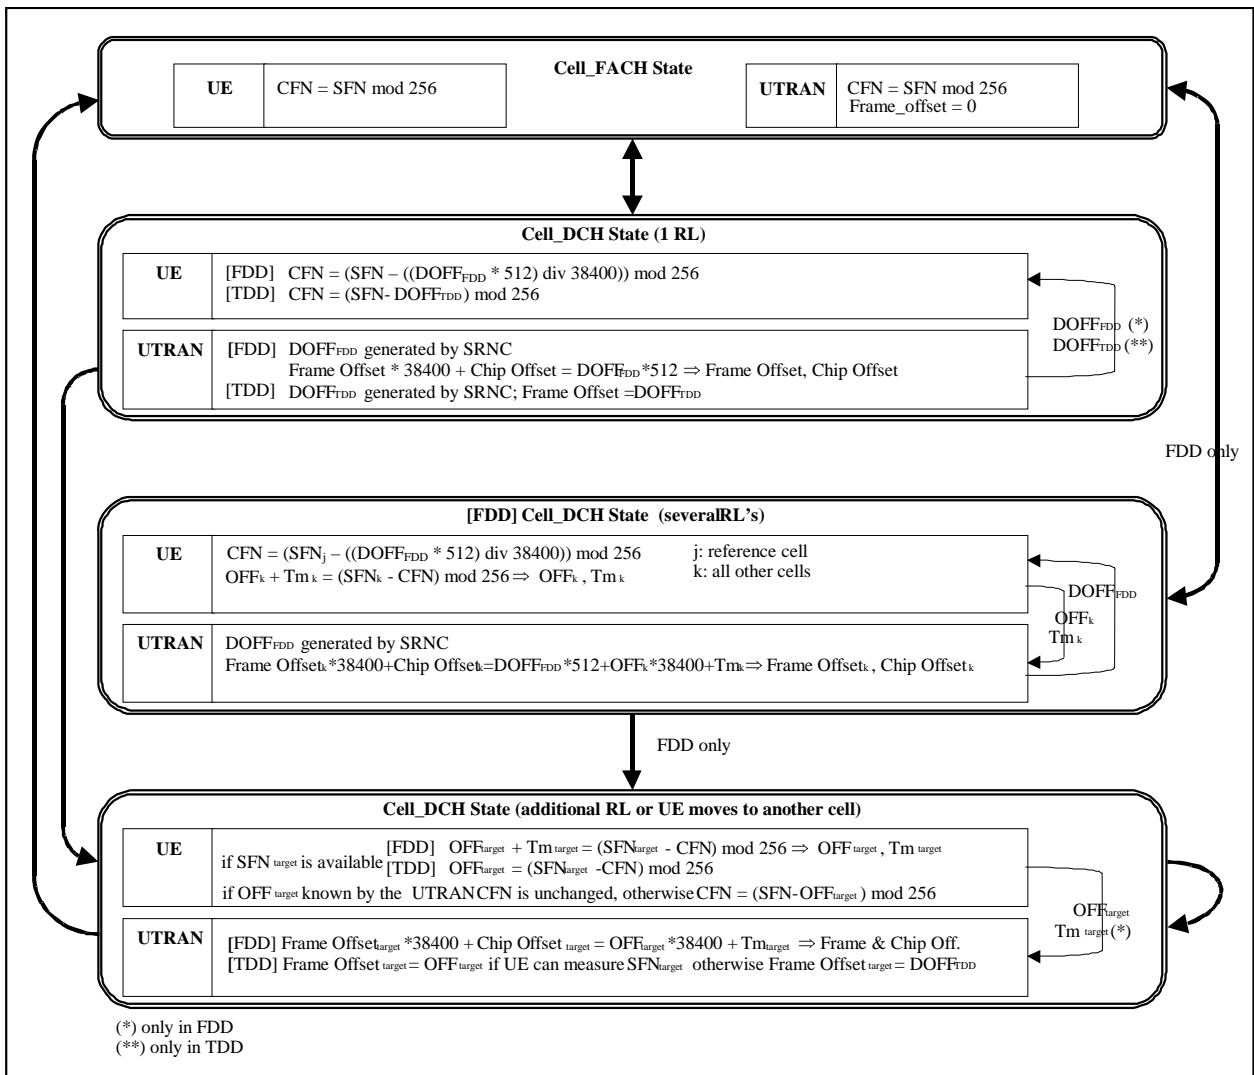 Cell_FACH State
UE CFN = SFN mod 256
UTRAN CFN = SFN mod 256
Frame_offset = 0
Cell_DCH State (1 RL)
UE [FDD] CFN = (SFN – ((DOFFFDD * 512) div 38400)) mod 256
[TDD] CFN = (SFN- DOFFTDD) mod 256
DOFFFDD (*)
DOFFTDD (**)
UTRAN [FDD] DOFFFDD generated by SRNC
Frame Offset * 38400 + Chip Offset = DOFFFDD*512 ⇒ Frame Offset, Chip Offset
[TDD] DOFFTDD generated by SRNC; Frame Offset =DOFFTDD
FDD only
[FDD] Cell_DCH State (severalRL's)
UE CFN = (SFNj – ((DOFFFDD * 512) div 38400)) mod 256 j: reference cell
OFFk + Tmk = (SFNk - CFN) mod 256 ⇒ OFFk, Tmk k: all other cells
DOFFFDD
OFFk
Tmk
UTRAN DOFFFDD generated by SRNC
Frame Offsetk*38400+Chip Offsetk=DOFFFDD*512+OFFk*38400+Tmk⇒ Frame Offsetk, Chip Offsetk
FDD only
Cell_DCH State (additional RL or UE moves to another cell)
UE if SFN target is available [FDD] OFFtarget + Tmtarget = (SFNtarget - CFN) mod 256 ⇒ OFFtarget, Tmtarget
[TDD] OFFtarget = (SFNtarget -CFN) mod 256
if OFF target known by the UTRAN CFN is unchanged, otherwise CFN = (SFN-OFFtarget) mod 256
OFFtarget
Tm target (*)
UTRAN [FDD] Frame Offsettarget *38400 + Chip Offset target = OFFtarget *38400 + Tmtarget ⇒ Frame & Chip Off.
[TDD] Frame Offset target = OFF target if UE can measure SFNtarget otherwise Frame Offset target = DOFFTDD
(*) only in FDD
(**) only in TDD